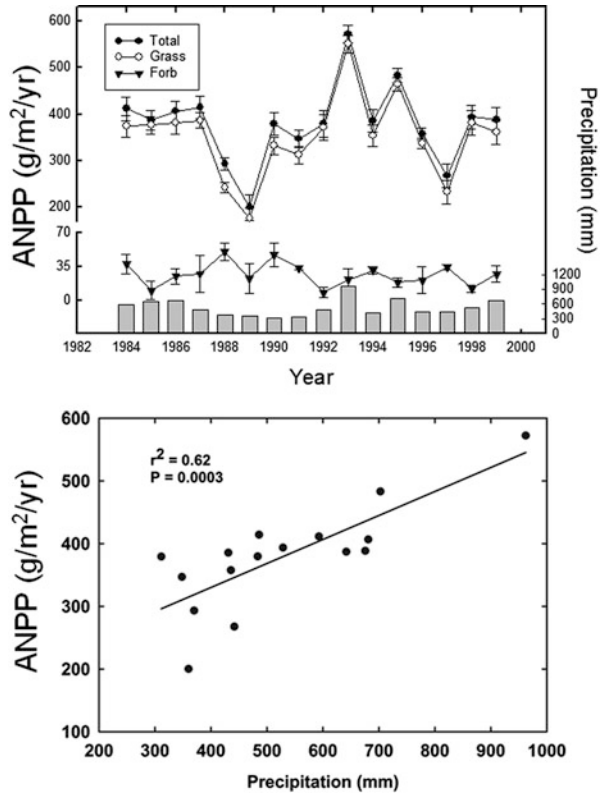 600
500
400
300
200
70
35
0
ANPP (g/m²/yr)
Total
Grass
Forb
Precipitation (mm)
1200
900
600
300
0
1982 1984 1986 1988 1990 1992 1994 1996 1998 2000
Year
600
500
400
300
200
100
ANPP (g/m²/yr)
r² = 0.62
P = 0.0003
200 300 400 500 600 700 800 900 1000
Precipitation (mm)